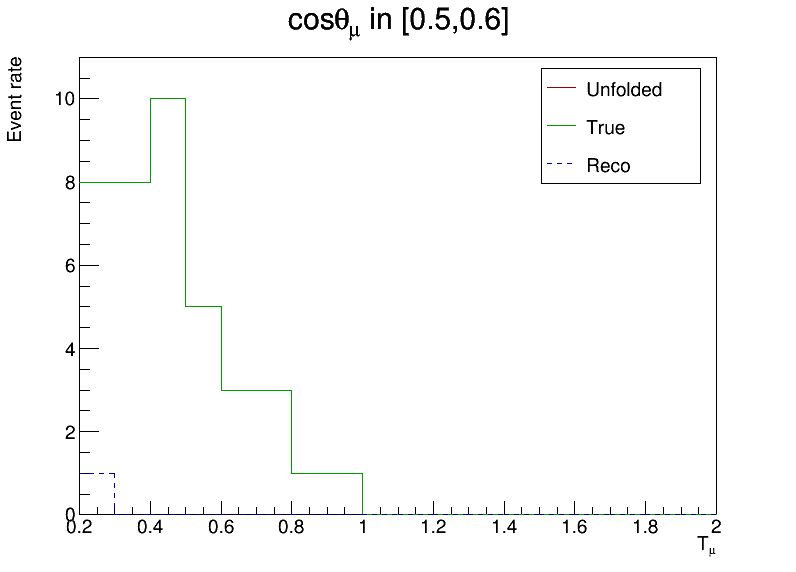 cosθμ in [0.5,0.6]
Event rate
Unfolded
True
Reco
10
8
6
4
2
0
0.2 0.4 0.6 0.8 1 1.2 1.4 1.6 1.8 2
Tμ